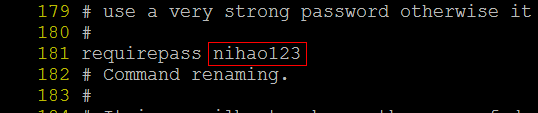 179 # use a very strong password otherwise it
180 #
181 requirepass nihao123
182 # Command renaming.
183 #